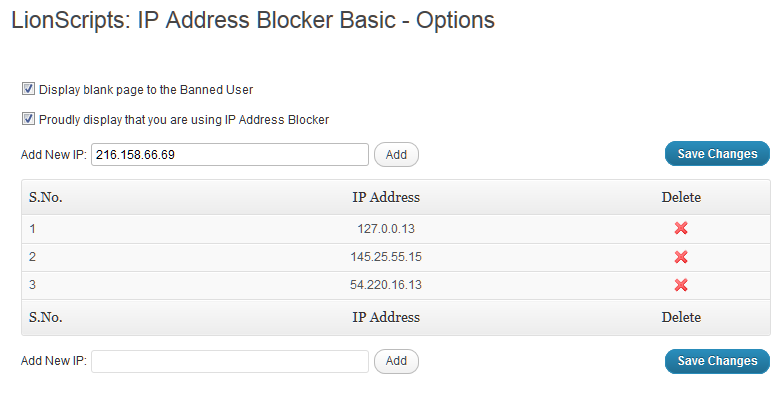 LionScripts: IP Address Blocker Basic - Options
Display blank page to the Banned User
Proudly display that you are using IP Address Blocker
Add New IP: 216.158.66.69 Add Save Changes
S.No. IP Address Delete
1 127.0.0.13
2 145.25.55.15
3 54.220.16.13
S.No. IP Address Delete
Add New IP: Add Save Changes